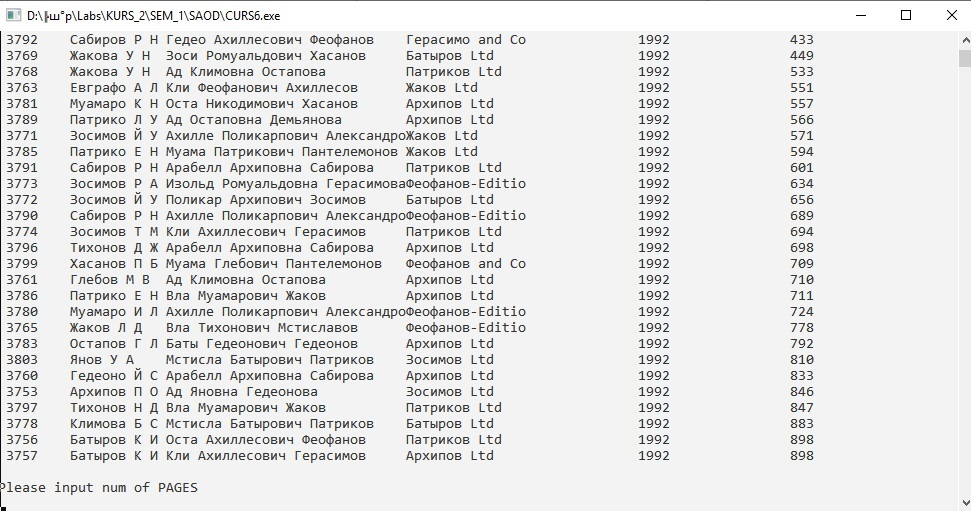 D:\╠ш°р\Labs\KURS_2\SEM_1\SAOD\CURS6.exe
3792 Сабиров Р Н Гедео Ахиллесович Феофанов Герасимо and Co 1992 433
3769 Жакова У Н Зоси Ромуальдович Хасанов Батыров Ltd 1992 449
3768 Жакова У Н Ад Климовна Остапова Патриков Ltd 1992 533
3763 Евграфо А Л Кли Феофанович Ахиллесов Жаков Ltd 1992 551
3781 Муамаро К Н Оста Никодимович Хасанов Архипов Ltd 1992 557
3789 Патрико Л У Ад Остаповна Демьянова Архипов Ltd 1992 566
3771 Зосимов Й У Ахилле Поликарпович АлександроЖаков Ltd 1992 571
3785 Патрико Е Н Муама Патрикович Пантелемонов Жаков Ltd 1992 594
3791 Сабиров Р Н Арабелл Архиповна Сабирова Патриков Ltd 1992 601
3773 Зосимов Р А Изольд Ромуальдовна ГерасимоваФеофанов-Editio 1992 634
3772 Зосимов Й У Поликар Архипович Зосимов Батыров Ltd 1992 656
3790 Сабиров Р Н Ахилле Поликарпович АлександроФеофанов-Editio 1992 689
3774 Зосимов Т М Кли Ахиллесович Герасимов Патриков Ltd 1992 694
3796 Тихонов Д Ж Арабелл Архиповна Сабирова Архипов Ltd 1992 698
3799 Хасанов П Б Муама Глебович Пантелемонов Феофанов and Co 1992 709
3761 Глебов М В Ад Климовна Остапова Архипов Ltd 1992 710
3786 Патрико Е Н Вла Муамарович Жаков Архипов Ltd 1992 711
3780 Муамаро И Л Ахилле Поликарпович АлександроФеофанов-Editio 1992 724
3765 Жаков Л Д Вла Тихонович Мстиславов Феофанов-Editio 1992 778
3783 Остапов Г Л Баты Гедеонович Гедеонов Архипов Ltd 1992 792
3803 Янов У А Мстисла Батырович Патриков Зосимов Ltd 1992 810
3760 Гедеоно Й С Арабелл Архиповна Сабирова Архипов Ltd 1992 833
3753 Архипов П О Ад Яновна Гедеонова Зосимов Ltd 1992 846
3797 Тихонов Н Д Вла Муамарович Жаков Патриков Ltd 1992 847
3778 Климова Б С Мстисла Батырович Патриков Батыров Ltd 1992 883
3756 Батыров К И Оста Ахиллесович Феофанов Патриков Ltd 1992 898
3757 Батыров К И Кли Ахиллесович Герасимов Архипов Ltd 1992 898
Please input num of PAGES